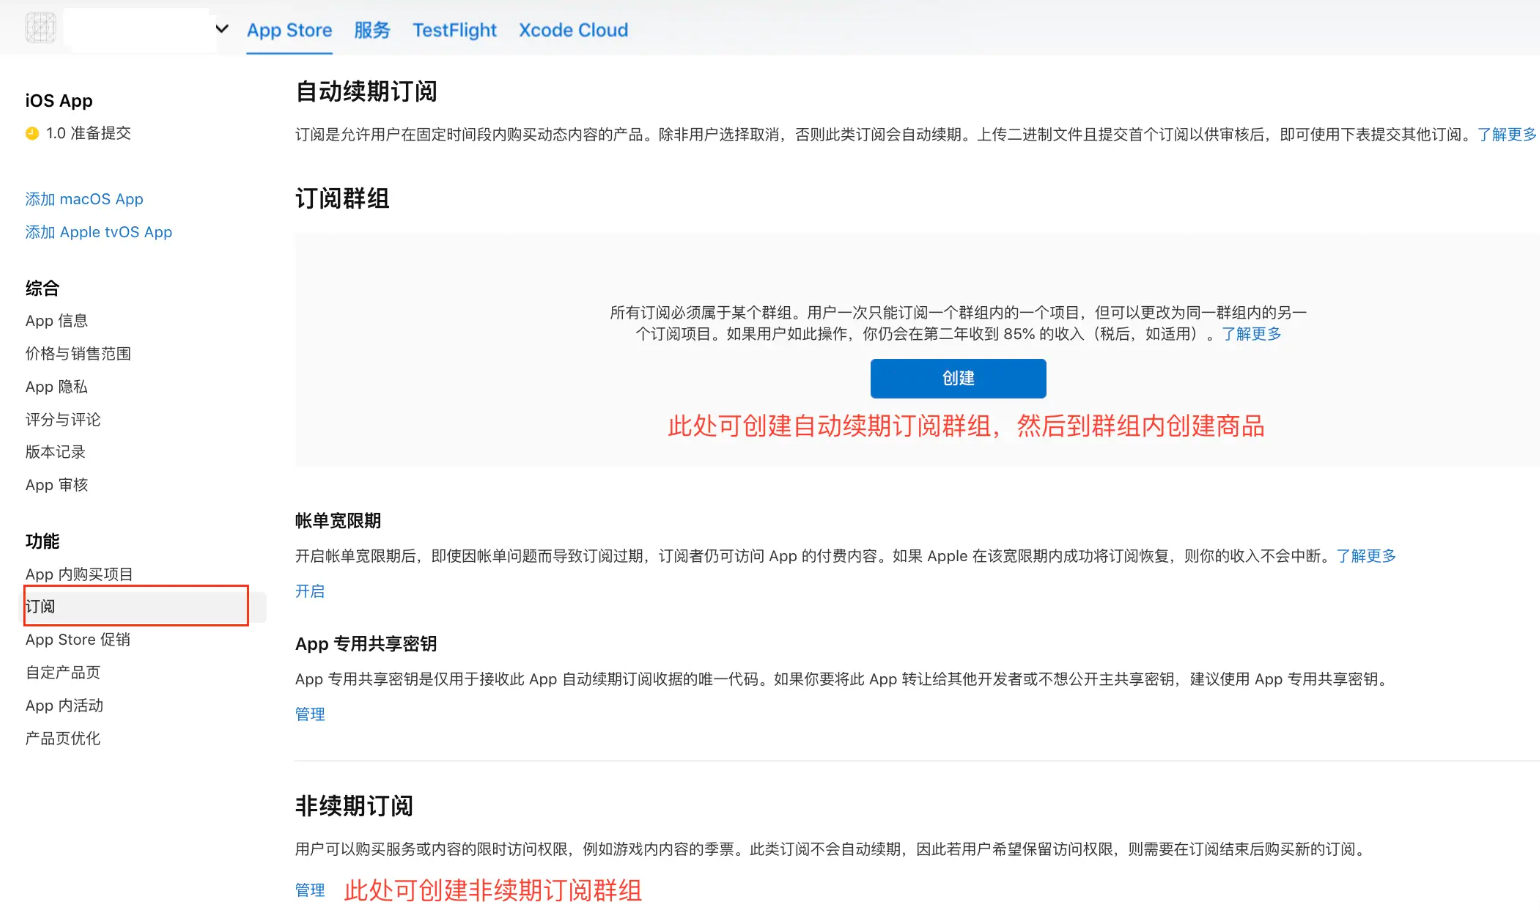 App Store 服务 TestFlight Xcode Cloud
iOS App
1.0 准备提交
添加 macOS App
添加 Apple tvOS App
综合
App 信息
价格与销售范围
App 隐私
评分与评论
版本记录
App 审核
功能
App 内购买项目
订阅
App Store 促销
自定产品页
App 内活动
产品页优化
自动续期订阅
订阅是允许用户在固定时间段内购买动态内容的产品。除非用户选择取消，否则此类订阅会自动续期。上传二进制文件且提交首个订阅以供审核后，即可使用下表提交其他订阅。了解更多
订阅群组
所有订阅必须属于某个群组。用户一次只能订阅一个群组内的一个项目，但可以更改为同一群组内的另一
个订阅项目。如果用户如此操作，你仍会在第二年收到 85% 的收入（税后，如适用）。了解更多
创建
此处可创建自动续期订阅群组，然后到群组内创建商品
帐单宽限期
开启帐单宽限期后，即使因帐单问题而导致订阅过期，订阅者仍可访问 App 的付费内容。如果 Apple 在该宽限期内成功将订阅恢复，则你的收入不会中断。了解更多
开启
App 专用共享密钥
App 专用共享密钥是仅用于接收此 App 自动续期订阅收据的唯一代码。如果你要将此 App 转让给其他开发者或不想公开主共享密钥，建议使用 App 专用共享密钥。
管理
非续期订阅
用户可以购买服务或内容的限时访问权限，例如游戏内内容的季票。此类订阅不会自动续期，因此若用户希望保留访问权限，则需要在订阅结束后购买新的订阅。
管理 此处可创建非续期订阅群组